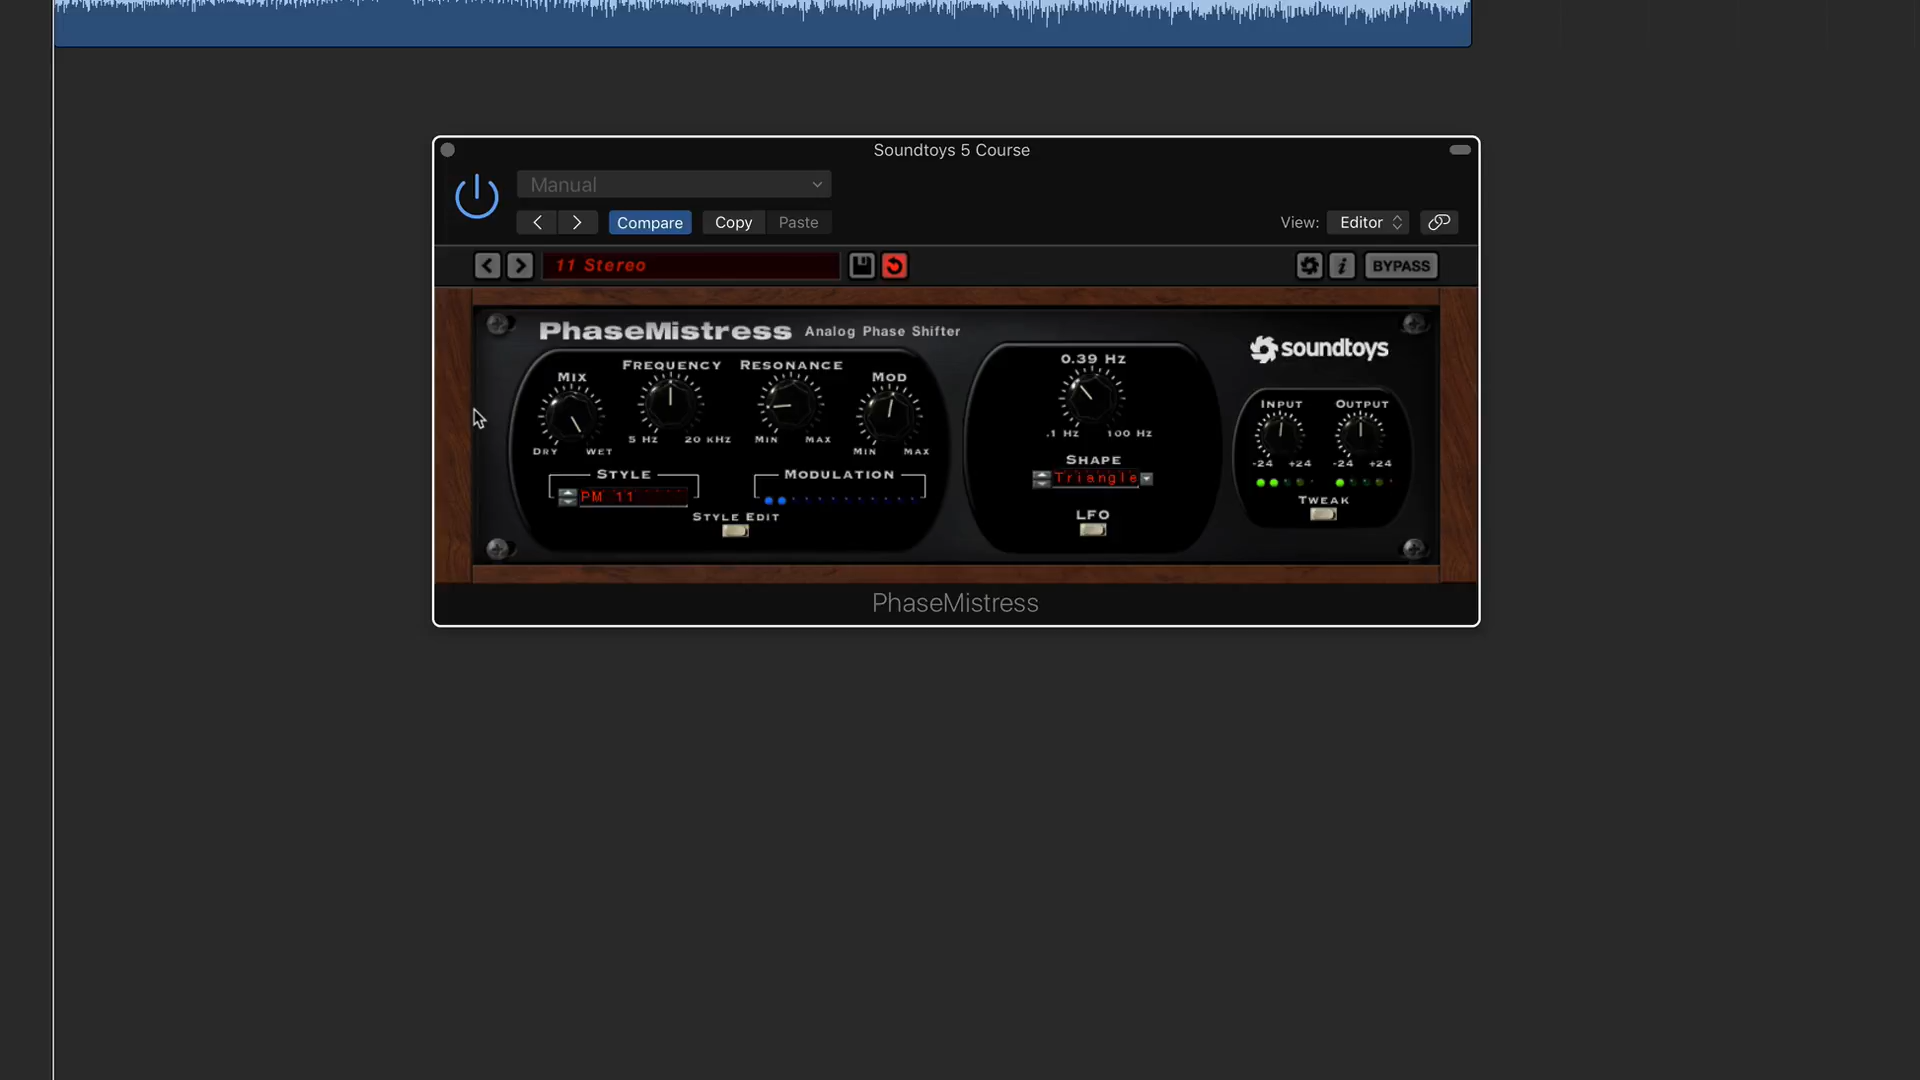 Soundtoys 5 Course
Manual
Compare Copy Paste View: Editor
11 Stereo BYPASS
PhaseMistress Analog Phase Shifter
soundtoys
MIX FREQUENCY RESONANCE MOD
5 HZ 20 KHZ MIN MAX
DRY WET MIN MAX
STYLE MODULATION
PM 11
STYLE EDIT
0.39 HZ
.1 HZ 100 HZ
SHAPE
Triangle
LFO
INPUT OUTPUT
-24 +24 -24 +24
TWEAK
PhaseMistress